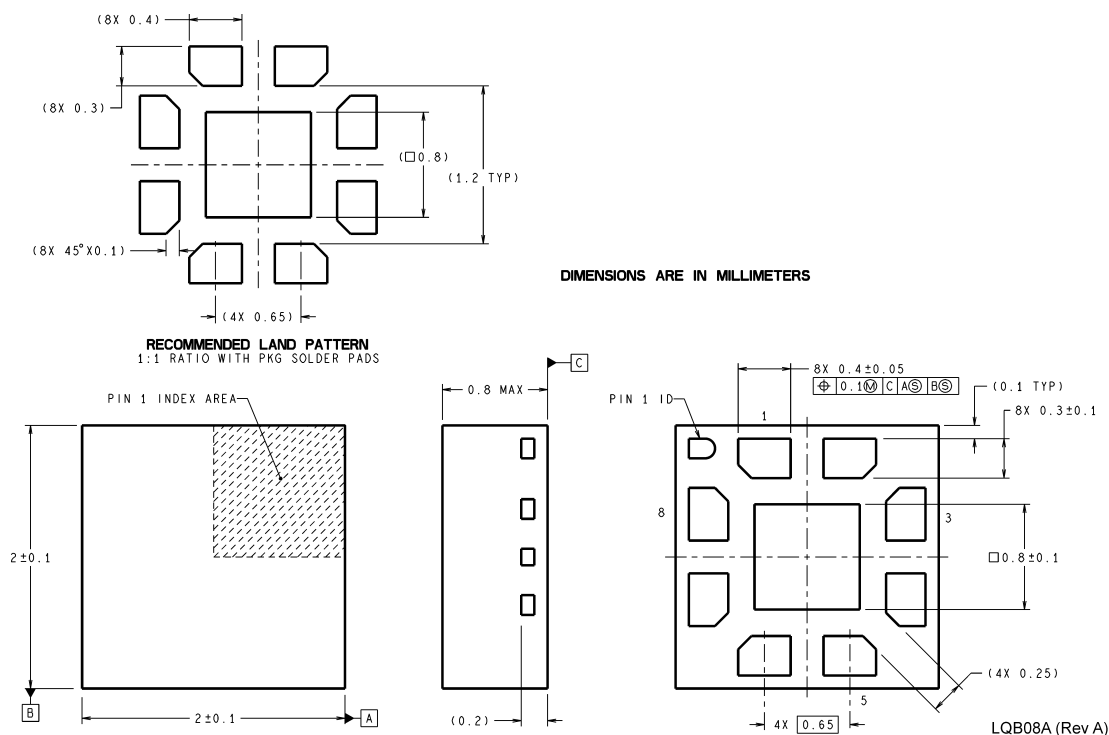 (8X 0.4)
(8X 0.3)
(□0.8)
(1.2 TYP)
(8X 45°X0.1)
(4X 0.65)
DIMENSIONS ARE IN MILLIMETERS
RECOMMENDED LAND PATTERN
1:1 RATIO WITH PKG SOLDER PADS
C
0.8 MAX
8X 0.4±0.05
⌖ 0.1Ⓜ C AⓈ BⓈ
(0.1 TYP)
PIN 1 INDEX AREA
PIN 1 ID
1
8X 0.3±0.1
8
3
2±0.1
□0.8±0.1
(4X 0.25)
5
B
2±0.1
A
(0.2)
4X 0.65
LQB08A (Rev A)